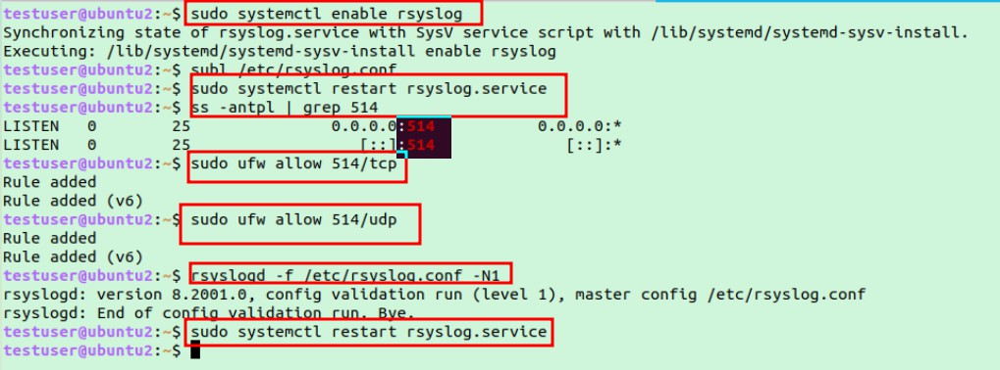 testuser@ubuntu2:~$ sudo systemctl enable rsyslog
Synchronizing state of rsyslog.service with SysV service script with /lib/systemd/systemd-sysv-install.
Executing: /lib/systemd/systemd-sysv-install enable rsyslog
testuser@ubuntu2:~$ subl /etc/rsyslog.conf
testuser@ubuntu2:~$ sudo systemctl restart rsyslog.service
testuser@ubuntu2:~$ ss -antpl | grep 514
LISTEN 0 25 0.0.0.0:514 0.0.0.0:*
LISTEN 0 25 [::]:514 [::]:*
testuser@ubuntu2:~$ sudo ufw allow 514/tcp
Rule added
Rule added (v6)
testuser@ubuntu2:~$ sudo ufw allow 514/udp
Rule added
Rule added (v6)
testuser@ubuntu2:~$ rsyslogd -f /etc/rsyslog.conf -N1
rsyslogd: version 8.2001.0, config validation run (level 1), master config /etc/rsyslog.conf
rsyslogd: End of config validation run. Bye.
testuser@ubuntu2:~$ sudo systemctl restart rsyslog.service
testuser@ubuntu2:~$